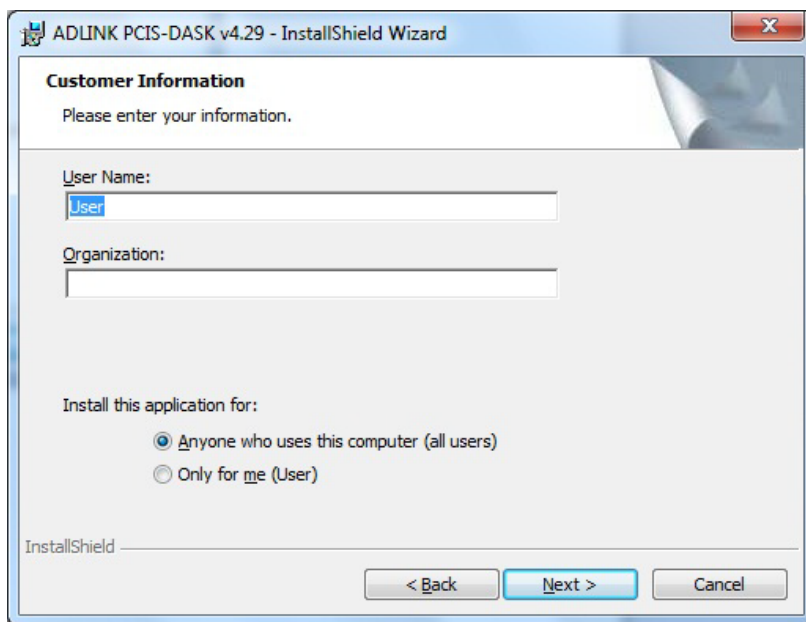 ADLINK PCIS-DASK v4.29 - InstallShield Wizard
Customer Information
Please enter your information.
User Name:
User
Organization:
Install this application for:
Anyone who uses this computer (all users)
Only for me (User)
InstallShield
< Back
Next >
Cancel